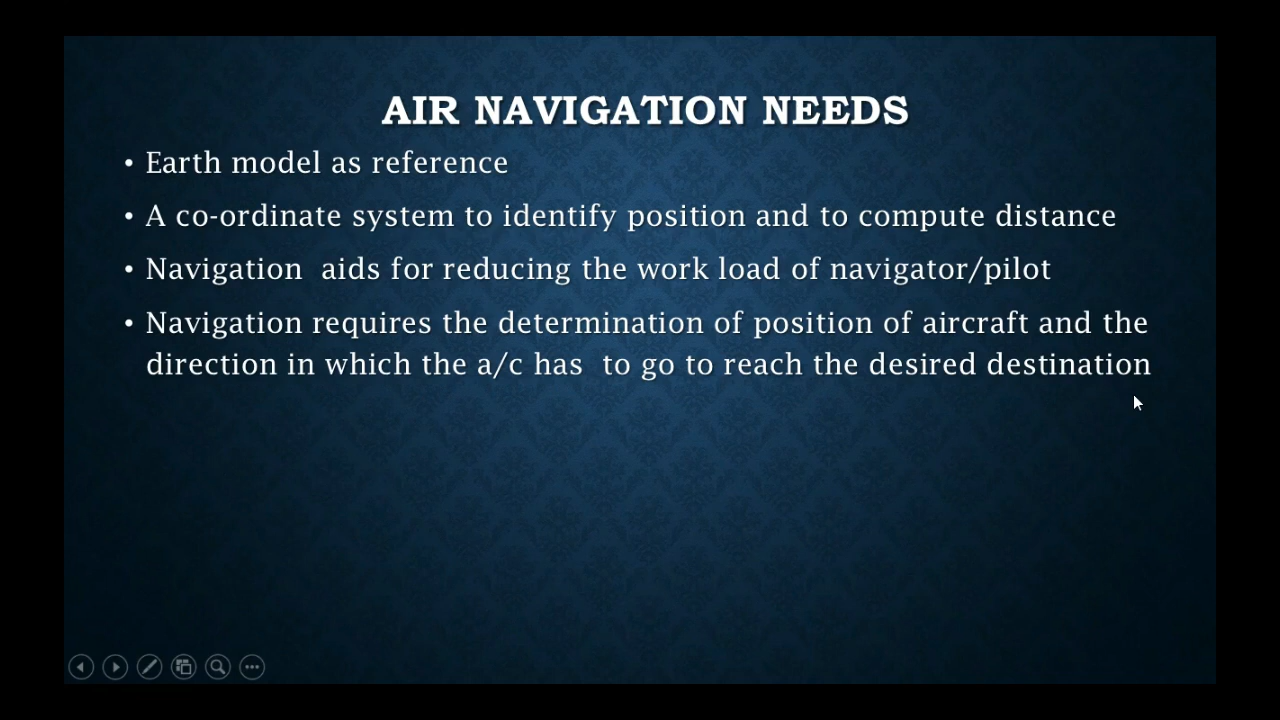 AIR NAVIGATION NEEDS
• Earth model as reference
• A co-ordinate system to identify position and to compute distance
• Navigation  aids for reducing the work load of navigator/pilot
• Navigation requires the determination of position of aircraft and the
direction in which the a/c has  to go to reach the desired destination